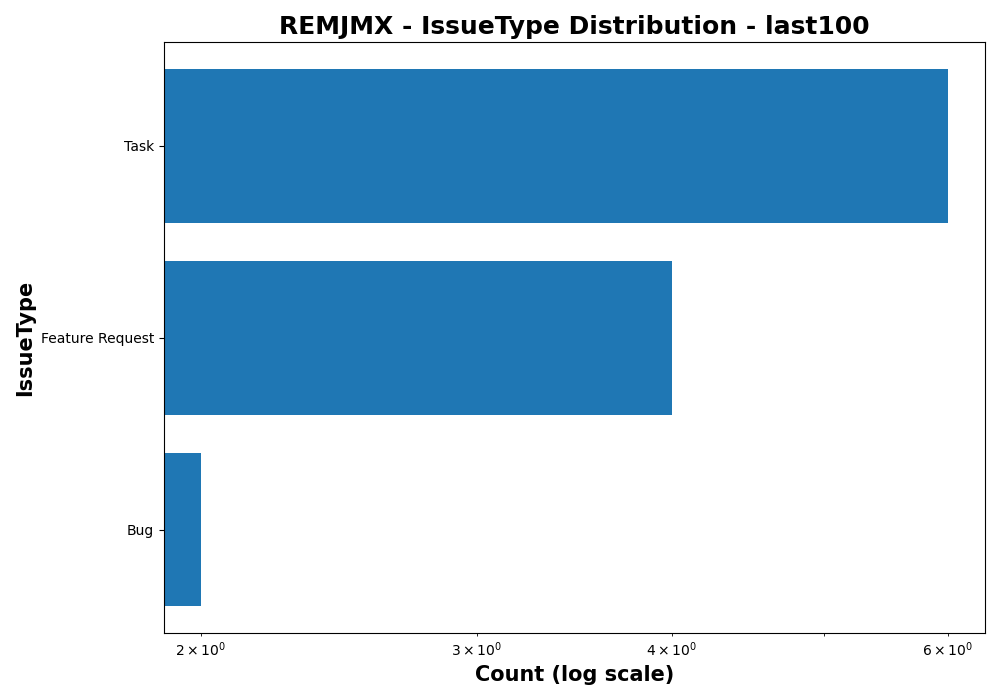 REMJMX - IssueType Distribution - last100
Task
Feature Request
Bug
IssueType
2 × 10⁰ 3 × 10⁰ 4 × 10⁰ 6 × 10⁰
Count (log scale)